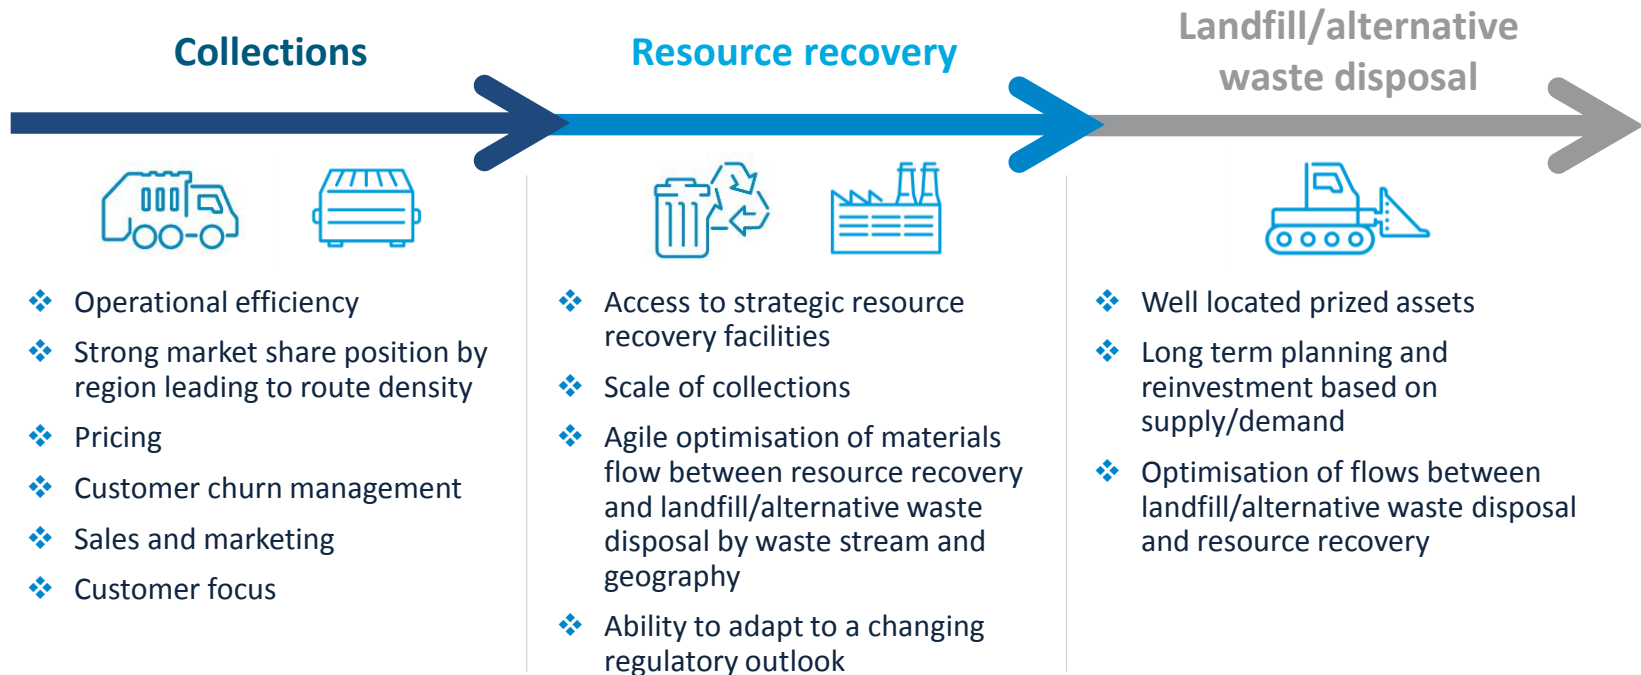 Collections
Operational efficiency
Strong market share position by
region leading to route density
Pricing
Customer churn management
Sales and marketing
Customer focus
Resource recovery
Access to strategic resource
recovery facilities
Scale of collections
Agile optimisation of materials
flow between resource recovery
and landfill/alternative waste
disposal by waste stream and
geography
Ability to adapt to a changing
regulatory outlook
Landfill/alternative
waste disposal
Well located prized assets
Long term planning and
reinvestment based on
supply/demand
Optimisation of flows between
landfill/alternative waste disposal
and resource recovery